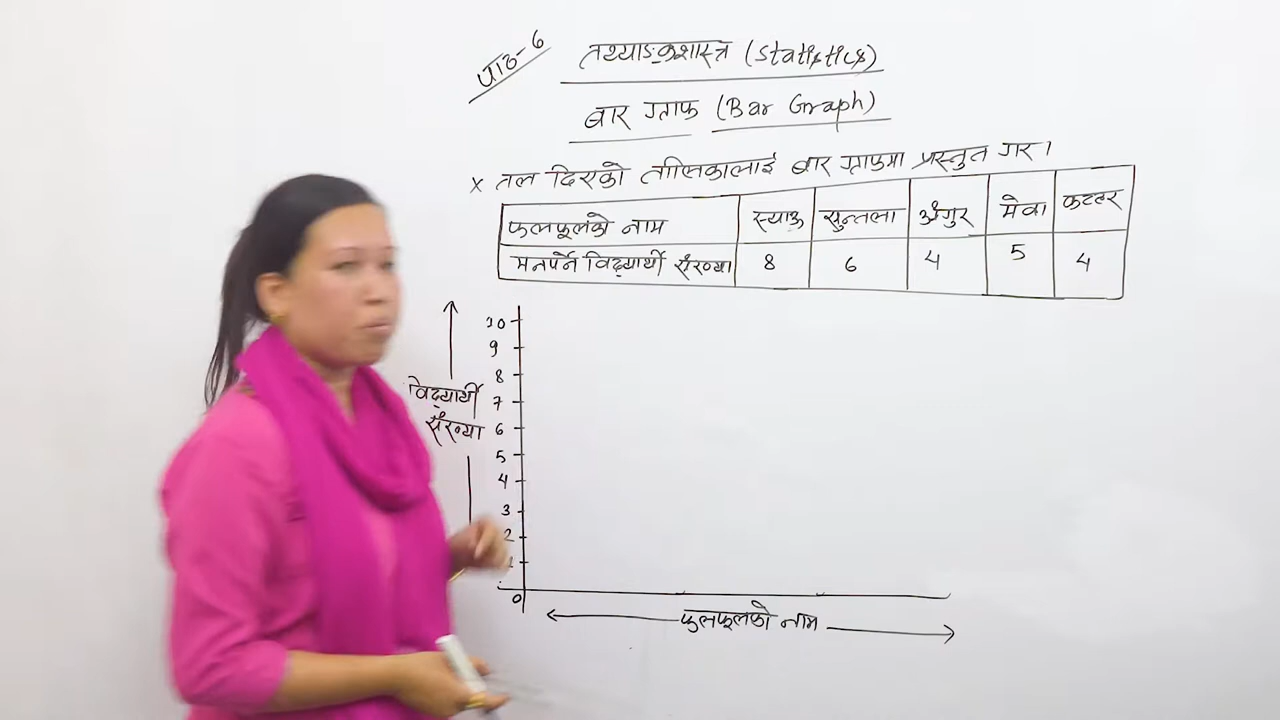 पाठ-6
तथ्याङ्कशास्त्र (Statistics)
बार ग्राफ (Bar Graph)
× तल दिएको तालिकालाई बार ग्राफमा प्रस्तुत गर।
फलफूलको नाम स्याऊ सुन्तला अँगुर मेवा कटहर
मनपर्ने विद्यार्थी संख्या 8 6 4 5 4
10
9
8
विद्यार्थी 7
संख्या 6
5
4
3
2
1
0
फलफूलको नाम